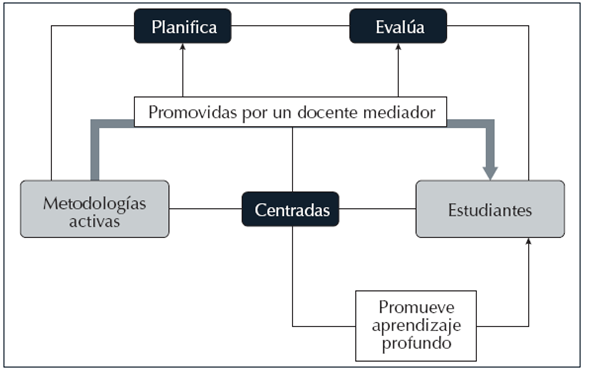 Planifica
Evalúa
Promovidas por un docente mediador
Metodologías
activas
Centradas
Estudiantes
Promueve
aprendizaje
profundo